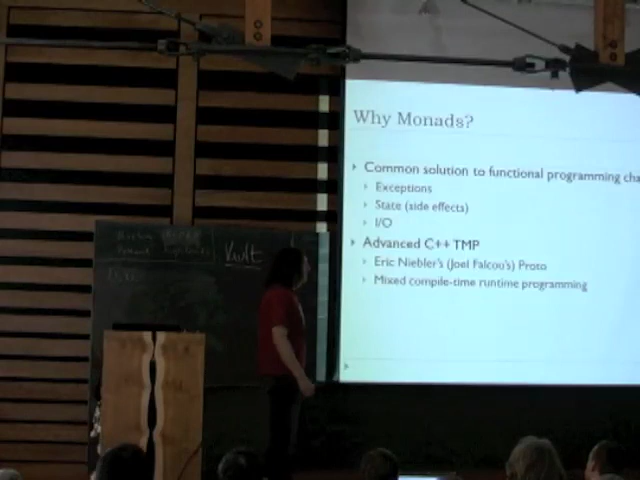 Why Monads?
Common solution to functional programming cha
Exceptions
State (side effects)
I/O
Advanced C++ TMP
Eric Niebler's (Joel Falcou's) Proto
Mixed compile-time runtime programming
Vault